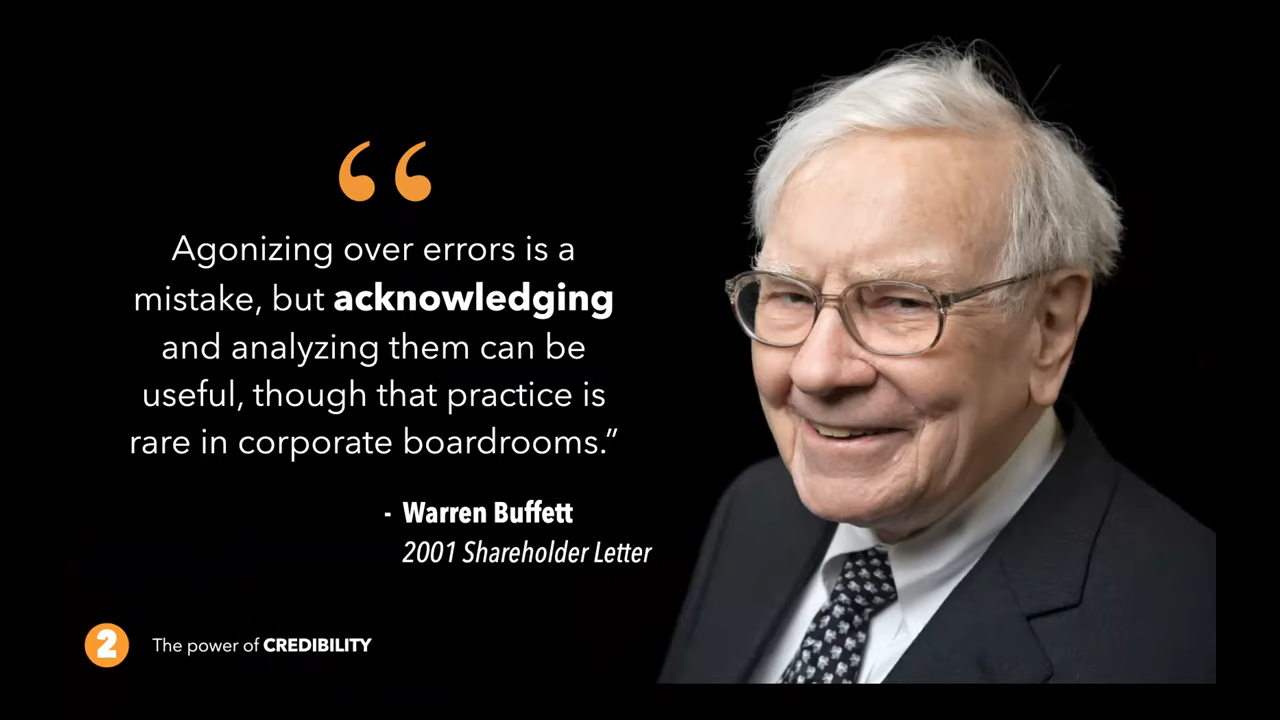 “
Agonizing over errors is a
mistake, but acknowledging
and analyzing them can be
useful, though that practice is
rare in corporate boardrooms.”
- Warren Buffett
2001 Shareholder Letter
2 The power of CREDIBILITY